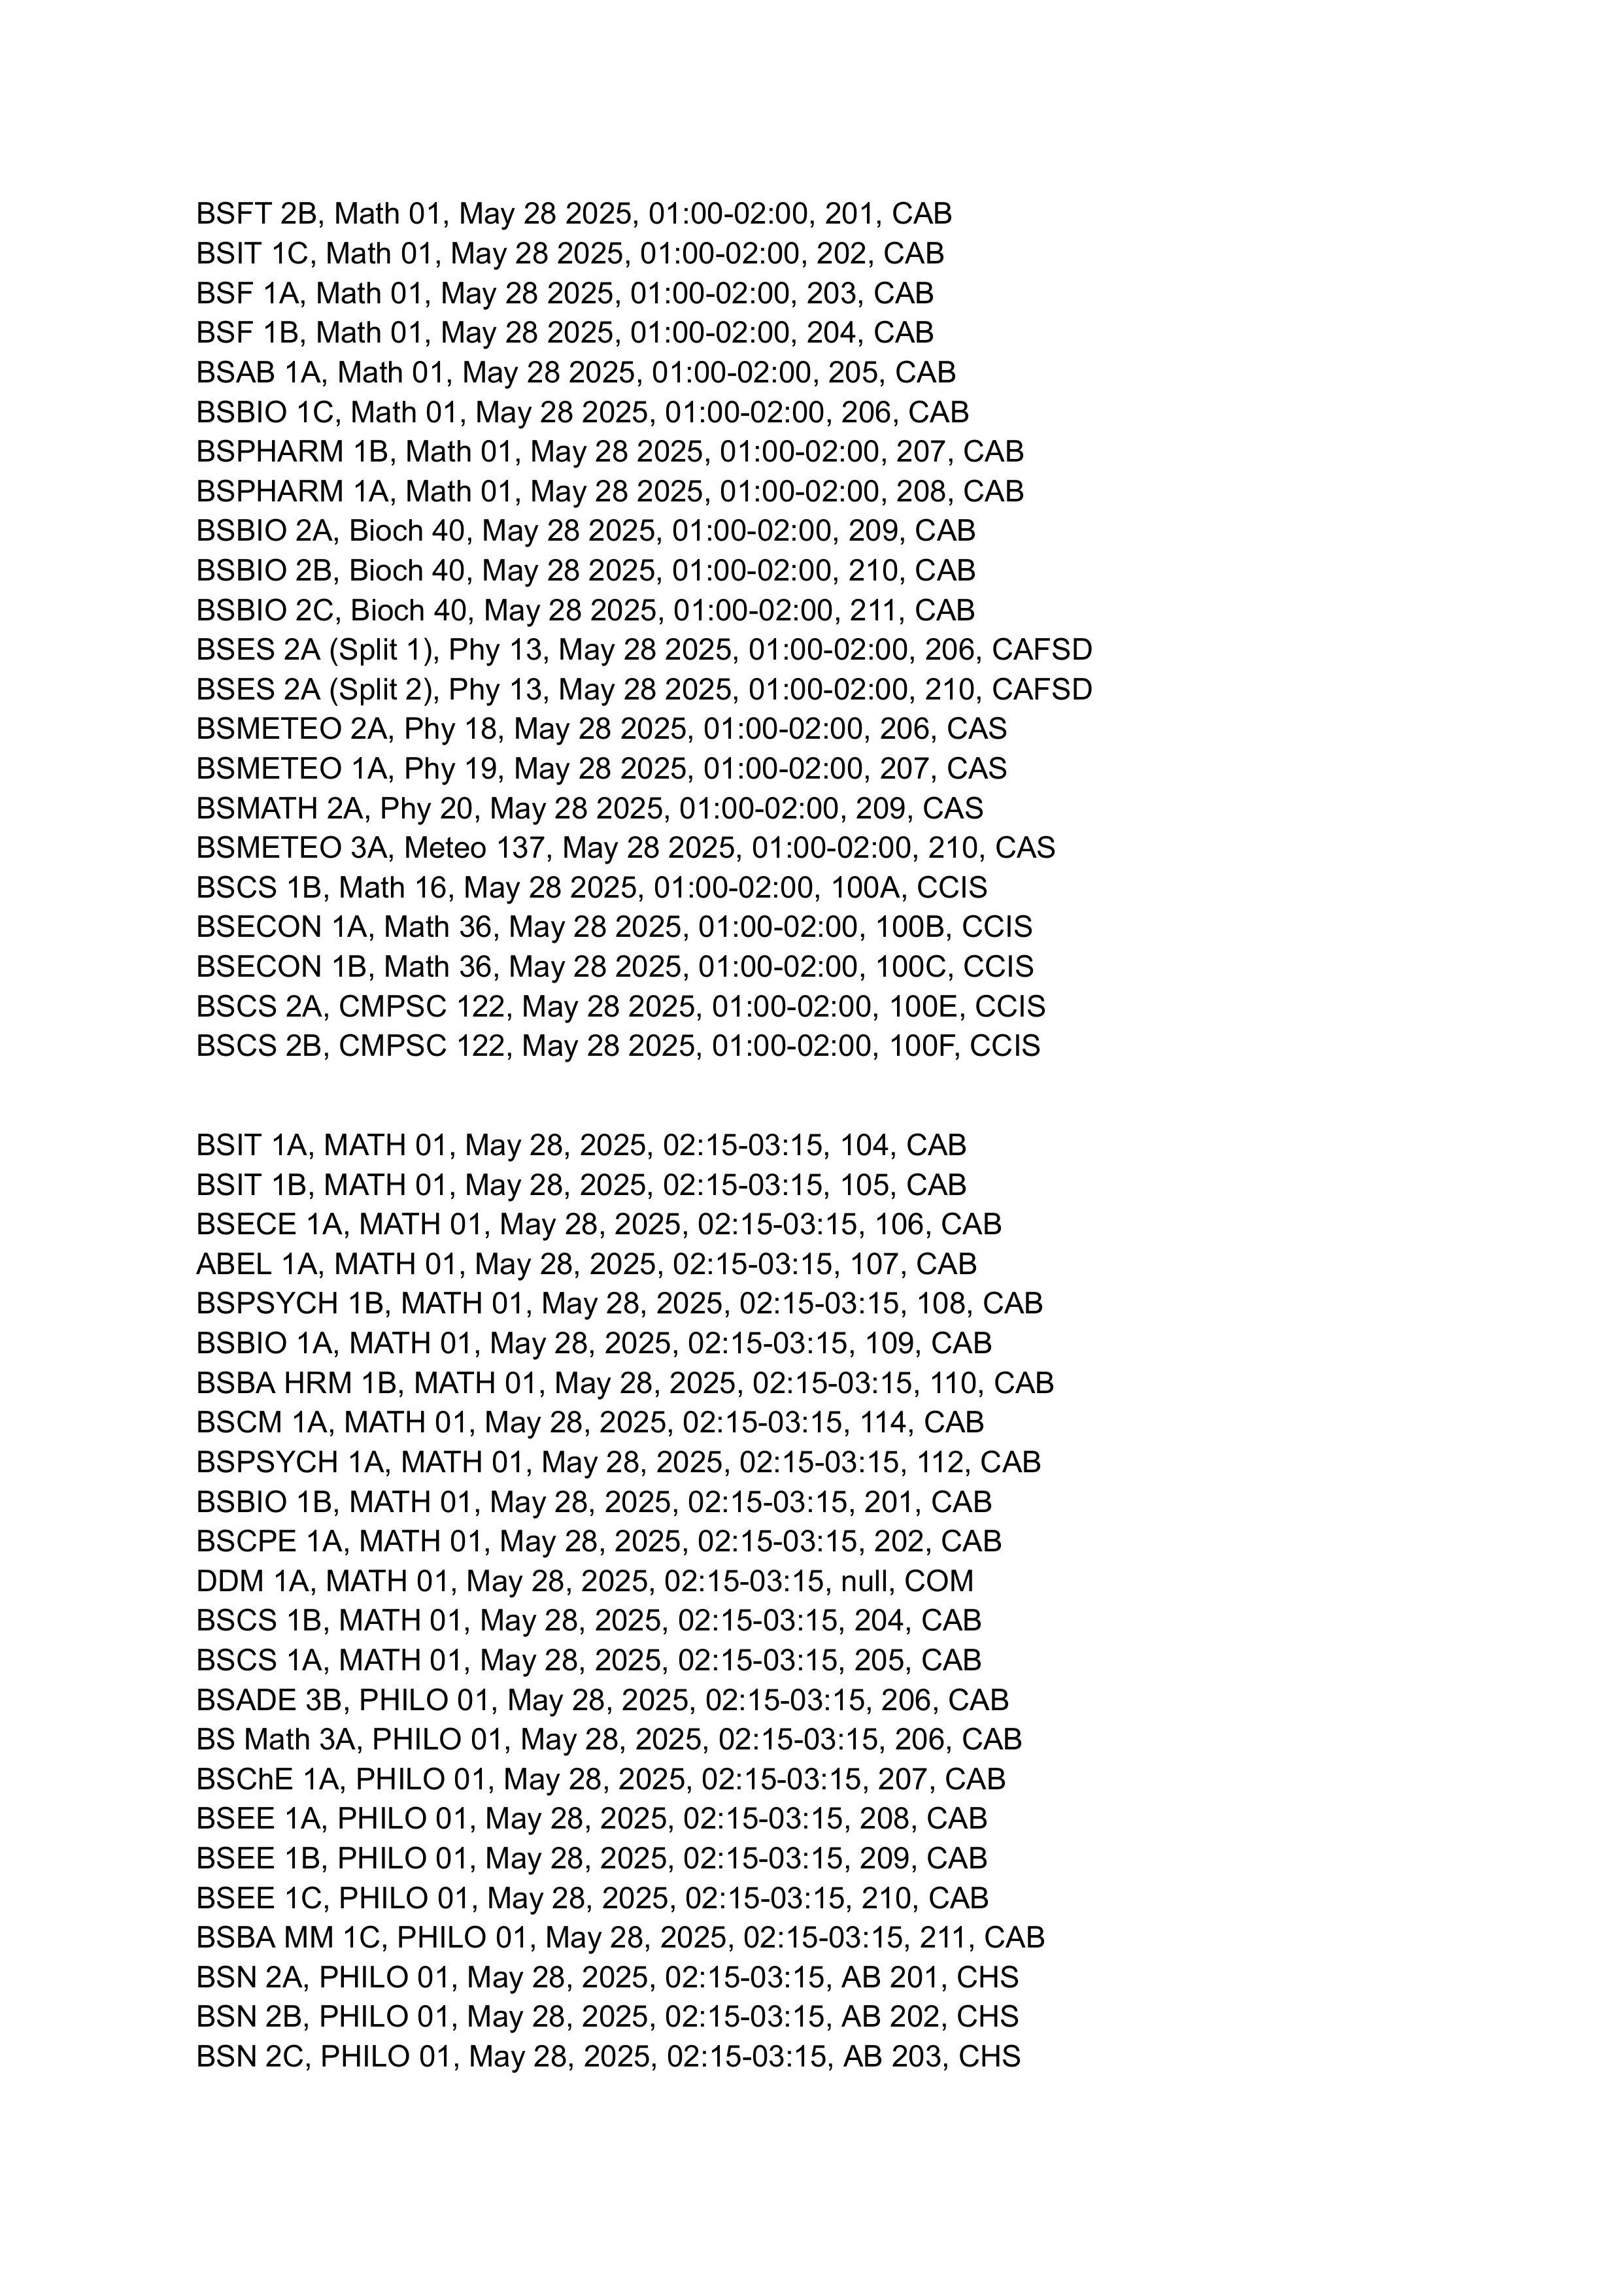 BSFT 2B, Math 01, May 28 2025, 01:00-02:00, 201, CAB
BSIT 1C, Math 01, May 28 2025, 01:00-02:00, 202, CAB
BSF 1A, Math 01, May 28 2025, 01:00-02:00, 203, CAB
BSF 1B, Math 01, May 28 2025, 01:00-02:00, 204, CAB
BSAB 1A, Math 01, May 28 2025, 01:00-02:00, 205, CAB
BSBIO 1C, Math 01, May 28 2025, 01:00-02:00, 206, CAB
BSPHARM 1B, Math 01, May 28 2025, 01:00-02:00, 207, CAB
BSPHARM 1A, Math 01, May 28 2025, 01:00-02:00, 208, CAB
BSBIO 2A, Bioch 40, May 28 2025, 01:00-02:00, 209, CAB
BSBIO 2B, Bioch 40, May 28 2025, 01:00-02:00, 210, CAB
BSBIO 2C, Bioch 40, May 28 2025, 01:00-02:00, 211, CAB
BSES 2A (Split 1), Phy 13, May 28 2025, 01:00-02:00, 206, CAFSD
BSES 2A (Split 2), Phy 13, May 28 2025, 01:00-02:00, 210, CAFSD
BSMETEO 2A, Phy 18, May 28 2025, 01:00-02:00, 206, CAS
BSMETEO 1A, Phy 19, May 28 2025, 01:00-02:00, 207, CAS
BSMATH 2A, Phy 20, May 28 2025, 01:00-02:00, 209, CAS
BSMETEO 3A, Meteo 137, May 28 2025, 01:00-02:00, 210, CAS
BSCS 1B, Math 16, May 28 2025, 01:00-02:00, 100A, CCIS
BSECON 1A, Math 36, May 28 2025, 01:00-02:00, 100B, CCIS
BSECON 1B, Math 36, May 28 2025, 01:00-02:00, 100C, CCIS
BSCS 2A, CMPSC 122, May 28 2025, 01:00-02:00, 100E, CCIS
BSCS 2B, CMPSC 122, May 28 2025, 01:00-02:00, 100F, CCIS
BSIT 1A, MATH 01, May 28, 2025, 02:15-03:15, 104, CAB
BSIT 1B, MATH 01, May 28, 2025, 02:15-03:15, 105, CAB
BSECE 1A, MATH 01, May 28, 2025, 02:15-03:15, 106, CAB
ABEL 1A, MATH 01, May 28, 2025, 02:15-03:15, 107, CAB
BSPSYCH 1B, MATH 01, May 28, 2025, 02:15-03:15, 108, CAB
BSBIO 1A, MATH 01, May 28, 2025, 02:15-03:15, 109, CAB
BSBA HRM 1B, MATH 01, May 28, 2025, 02:15-03:15, 110, CAB
BSCM 1A, MATH 01, May 28, 2025, 02:15-03:15, 114, CAB
BSPSYCH 1A, MATH 01, May 28, 2025, 02:15-03:15, 112, CAB
BSBIO 1B, MATH 01, May 28, 2025, 02:15-03:15, 201, CAB
BSCPE 1A, MATH 01, May 28, 2025, 02:15-03:15, 202, CAB
DDM 1A, MATH 01, May 28, 2025, 02:15-03:15, null, COM
BSCS 1B, MATH 01, May 28, 2025, 02:15-03:15, 204, CAB
BSCS 1A, MATH 01, May 28, 2025, 02:15-03:15, 205, CAB
BSADE 3B, PHILO 01, May 28, 2025, 02:15-03:15, 206, CAB
BS Math 3A, PHILO 01, May 28, 2025, 02:15-03:15, 206, CAB
BSChE 1A, PHILO 01, May 28, 2025, 02:15-03:15, 207, CAB
BSEE 1A, PHILO 01, May 28, 2025, 02:15-03:15, 208, CAB
BSEE 1B, PHILO 01, May 28, 2025, 02:15-03:15, 209, CAB
BSEE 1C, PHILO 01, May 28, 2025, 02:15-03:15, 210, CAB
BSBA MM 1C, PHILO 01, May 28, 2025, 02:15-03:15, 211, CAB
BSN 2A, PHILO 01, May 28, 2025, 02:15-03:15, AB 201, CHS
BSN 2B, PHILO 01, May 28, 2025, 02:15-03:15, AB 202, CHS
BSN 2C, PHILO 01, May 28, 2025, 02:15-03:15, AB 203, CHS